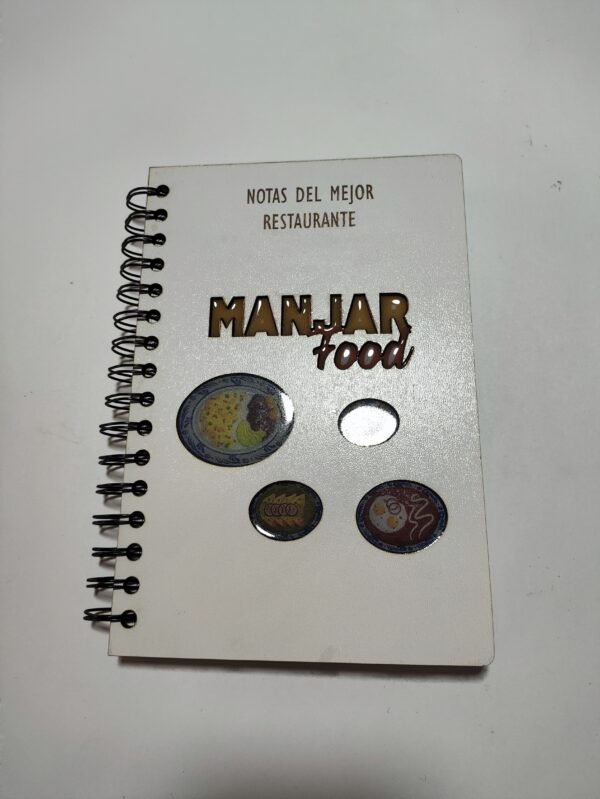 NOTAS DEL MEJOR
RESTAURANTE
MANJAR
Food